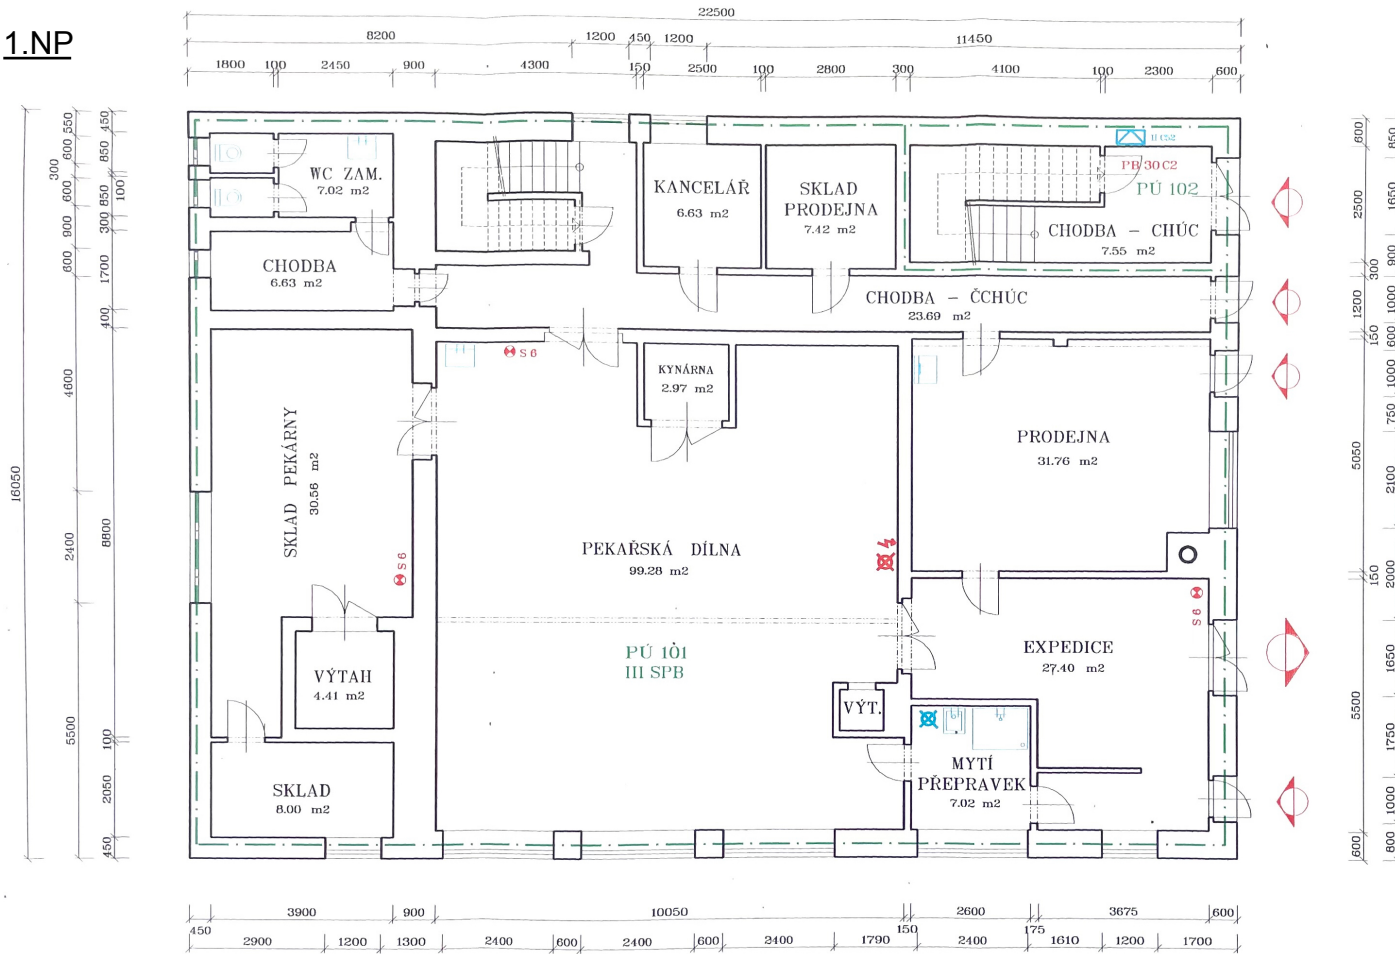 1.NP
22500
8200 1200 450 1200 11450
1800 100 2450 900 4300 150 2500 100 2800 300 4100 100 2300 600
16050
550 600 300 600 900 600 4600 2400 5500
450 850 850 100 300 1700 400 8800 100 2050 450
600 2500 300 1200 150 5050 150 5500 600
850 1650 900 1000 600 1000 750 2100 2000 1650 1750 1000 800
WC ZAM.
7.02 m2
KANCELÁŘ
6.63 m2
SKLAD
PRODEJNA
7.42 m2
PB 30 C2
PÚ 102
CHODBA – CHÚC
7.55 m2
CHODBA
6.63 m2
CHODBA – ČCHÚC
23.69 m2
S 6
KYNÁRNA
2.97 m2
SKLAD PEKÁRNY
30.56 m2
PRODEJNA
31.76 m2
PEKAŘSKÁ DÍLNA
99.28 m2
S 6
S 6
PÚ 101
III SPB
EXPEDICE
27.40 m2
VÝTAH
4.41 m2
VÝT.
MYTÍ
PŘEPRAVEK
7.02 m2
SKLAD
8.00 m2
450 3900 900 10050 150 2600 175 3675 600
2900 1200 1300 2400 600 2400 600 2400 1790 2400 1610 1200 1700